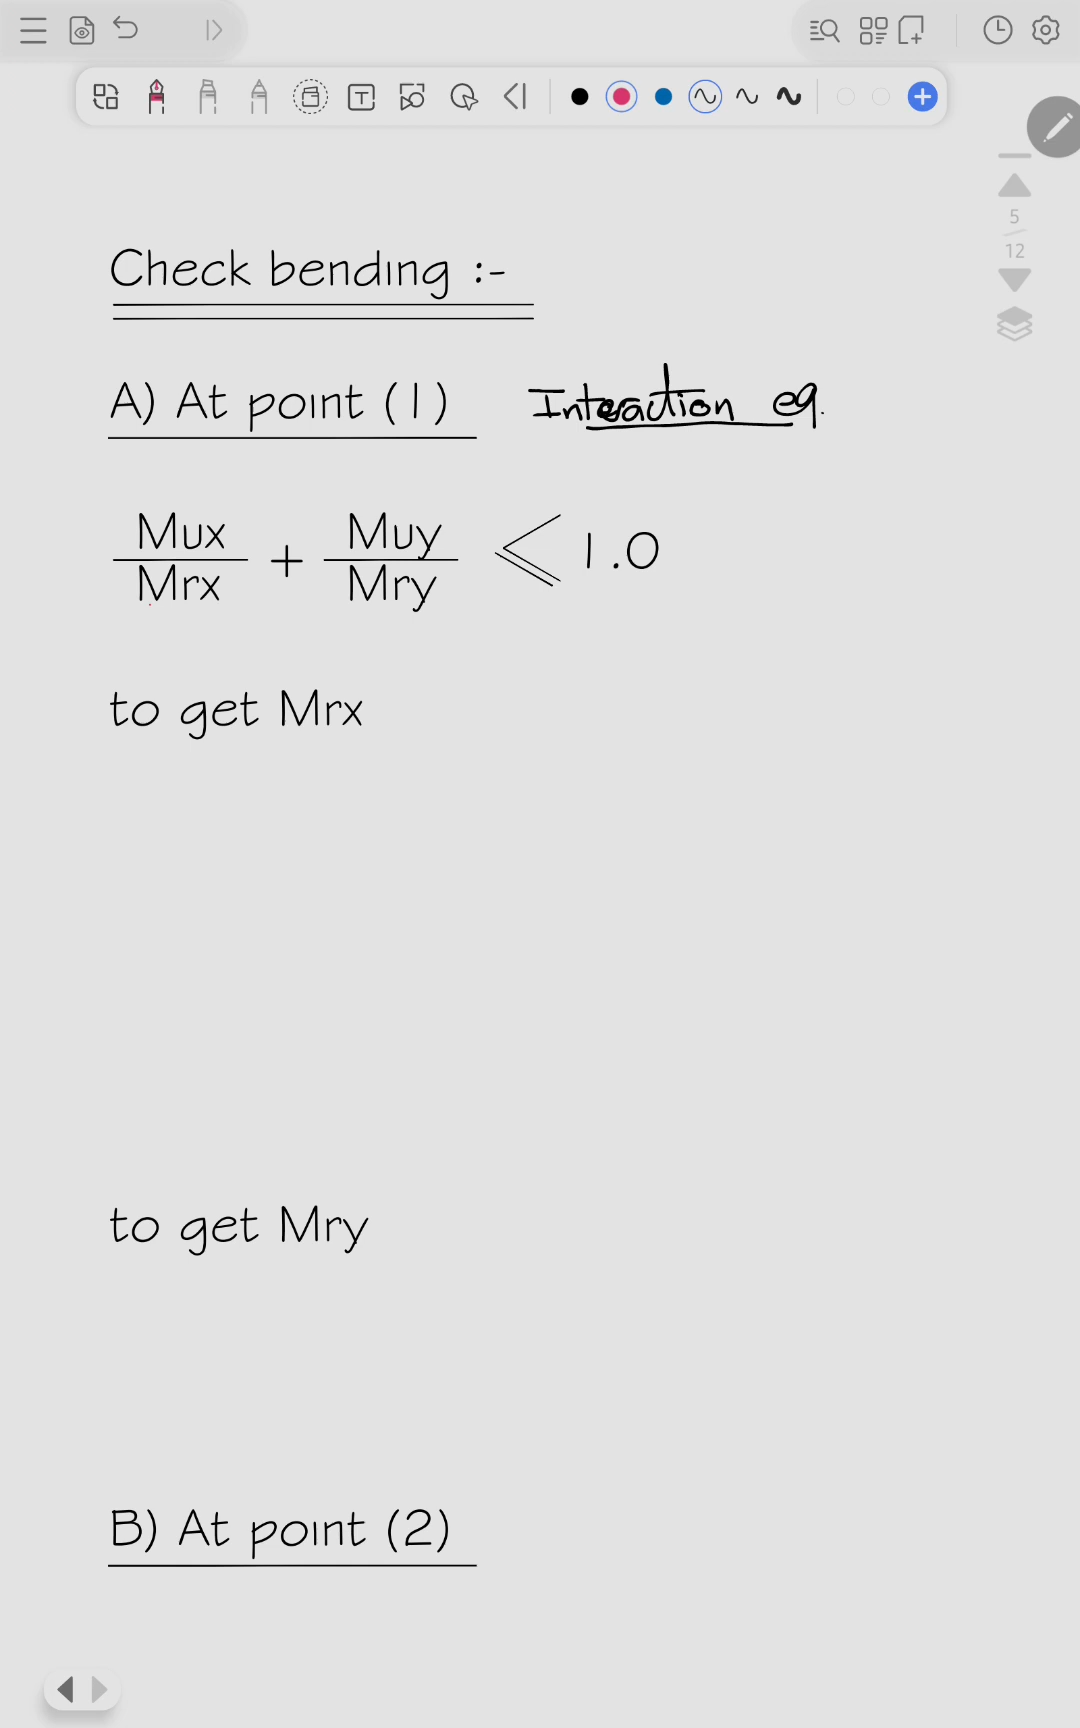 5
12
Check bending :-
A) At point (1) Interaction eq.
Mux/Mrx + Muy/Mry ≤ 1.0
to get Mrx
to get Mry
B) At point (2)